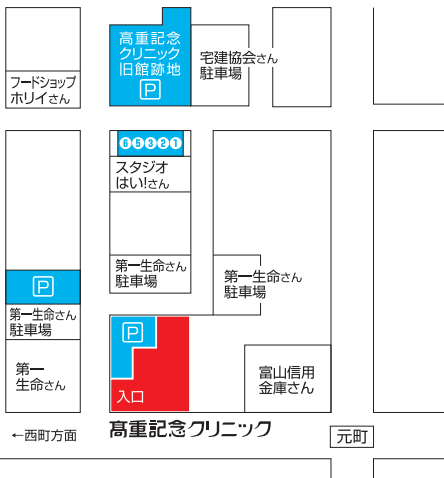 高重記念
クリニック
旧館跡地
P
宅建協会さん
駐車場
フードショップ
ホリイさん
66321
スタジオ
はい!さん
第一生命さん
駐車場
第一生命さん
駐車場
P
第一生命さん
駐車場
P
入口
第一
生命さん
富山信用
金庫さん
←西町方面
髙重記念クリニック
元町